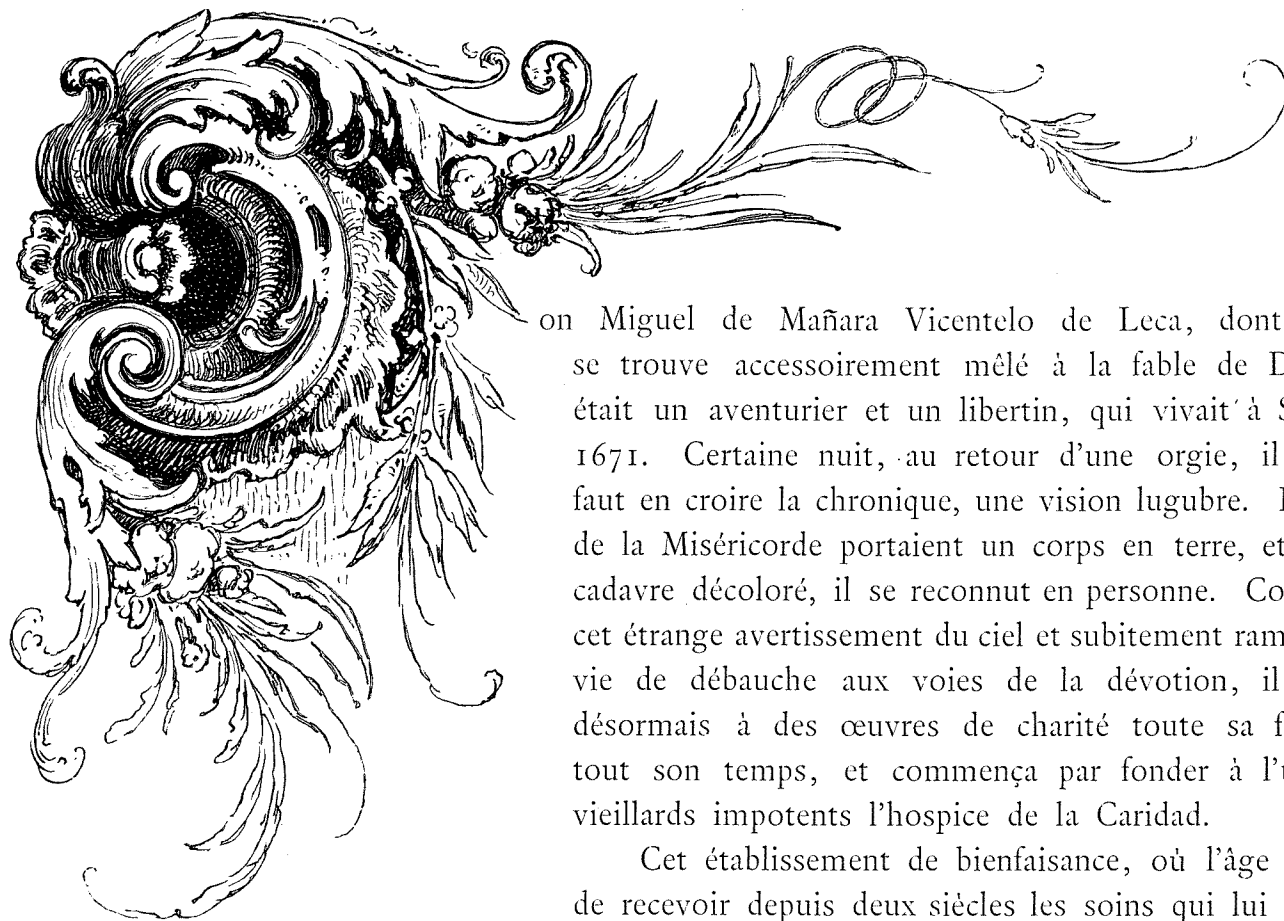 on Miguel de Mañara Vicentelo de Leca, dont
se trouve accessoirement mêlé à la fable de D
était un aventurier et un libertin, qui vivait à S
1671. Certaine nuit, au retour d'une orgie, il
faut en croire la chronique, une vision lugubre.
de la Miséricorde portaient un corps en terre, et
cadavre décoloré, il se reconnut en personne. Co
cet étrange avertissement du ciel et subitement ram
vie de débauche aux voies de la dévotion, il
désormais à des œuvres de charité toute sa f
tout son temps, et commença par fonder à l'
vieillards impotents l'hospice de la Caridad.
Cet établissement de bienfaisance, où l'âge
de recevoir depuis deux siècles les soins qui lui